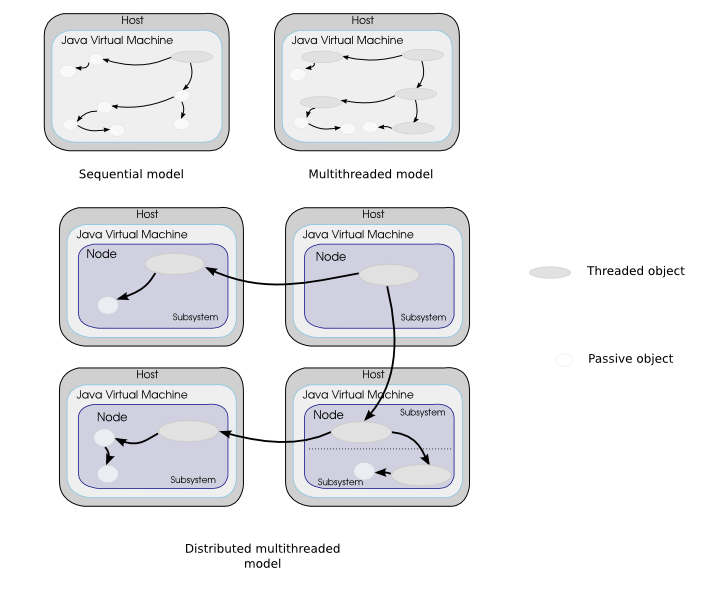 Host
Java Virtual Machine
Sequential model
Host
Java Virtual Machine
Multithreaded model
Host
Java Virtual Machine
Node
Subsystem
Host
Java Virtual Machine
Node
Subsystem
Threaded object
Passive object
Host
Java Virtual Machine
Node
Subsystem
Host
Java Virtual Machine
Node
Subsystem
Subsystem
Distributed multithreaded
model